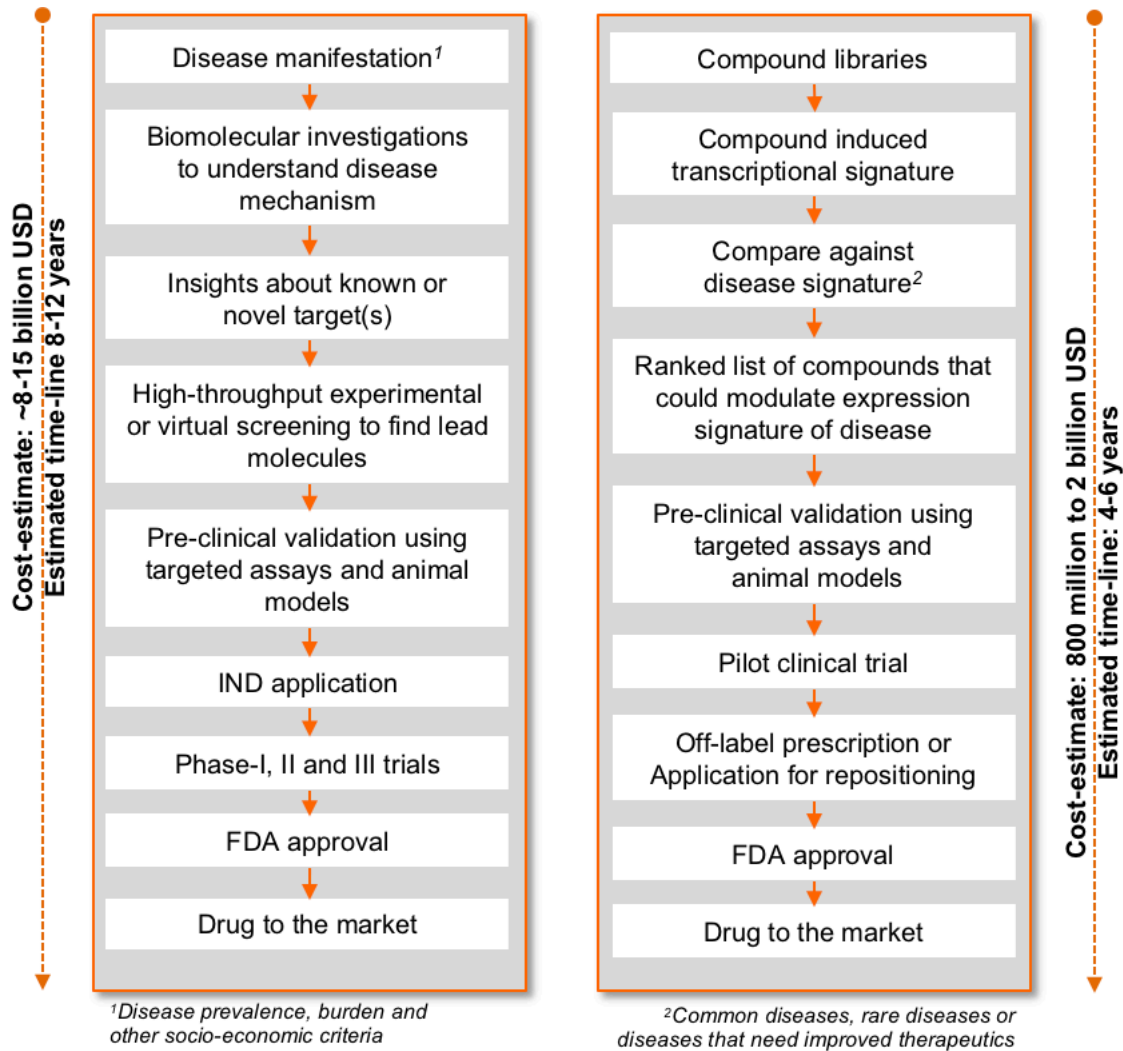 Cost-estimate: ~8-15 billion USD
Estimated time-line 8-12 years
Disease manifestation¹
Biomolecular investigations
to understand disease
mechanism
Insights about known or
novel target(s)
High-throughput experimental
or virtual screening to find lead
molecules
Pre-clinical validation using
targeted assays and animal
models
IND application
Phase-I, II and III trials
FDA approval
Drug to the market
¹Disease prevalence, burden and
other socio-economic criteria
Compound libraries
Compound induced
transcriptional signature
Compare against
disease signature²
Ranked list of compounds that
could modulate expression
signature of disease
Pre-clinical validation using
targeted assays and
animal models
Pilot clinical trial
Off-label prescription or
Application for repositioning
FDA approval
Drug to the market
²Common diseases, rare diseases or
diseases that need improved therapeutics
Cost-estimate: 800 million to 2 billion USD
Estimated time-line: 4-6 years